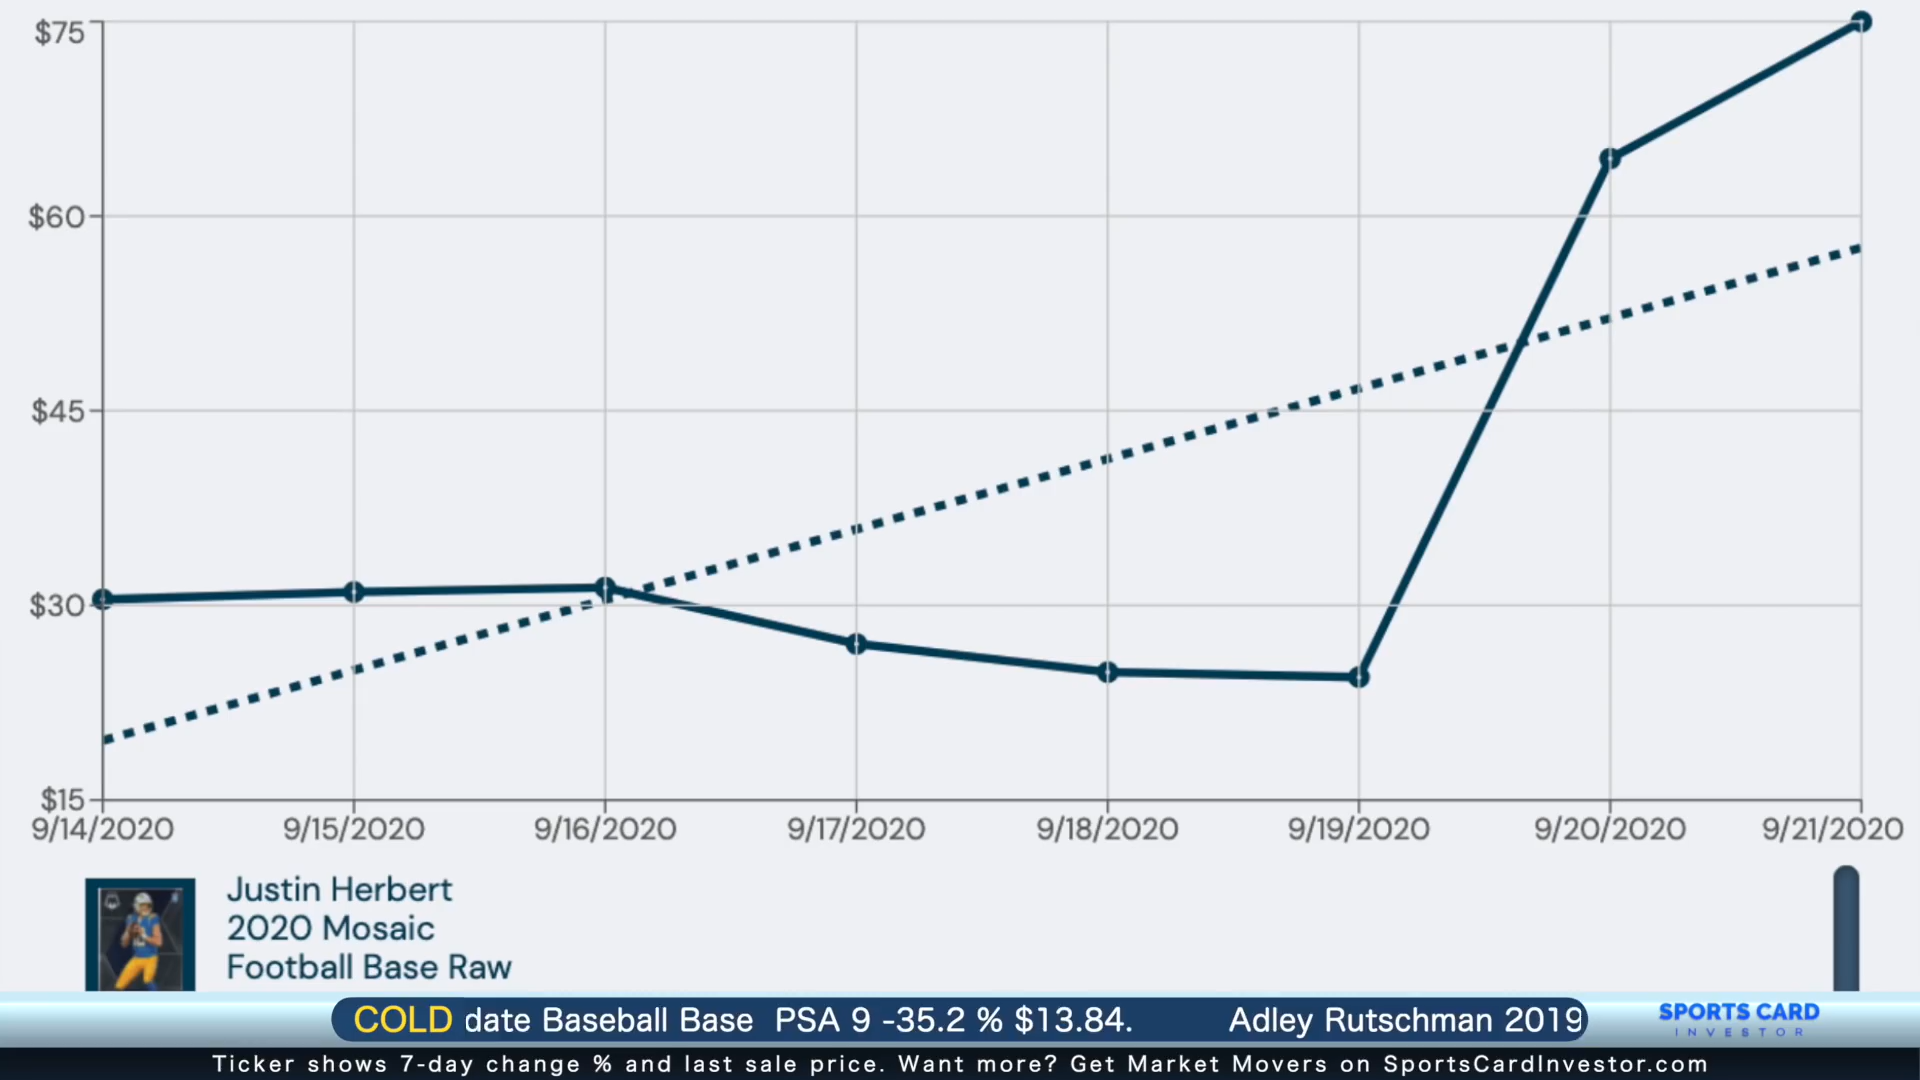 $75
$60
$45
$30
$15
9/14/2020 9/15/2020 9/16/2020 9/17/2020 9/18/2020 9/19/2020 9/20/2020 9/21/2020
Justin Herbert
2020 Mosaic
Football Base Raw
COLD date Baseball Base PSA 9 -35.2 % $13.84. Adley Rutschman 2019
SPORTS CARD
INVESTOR
Ticker shows 7-day change % and last sale price. Want more? Get Market Movers on SportsCardInvestor.com